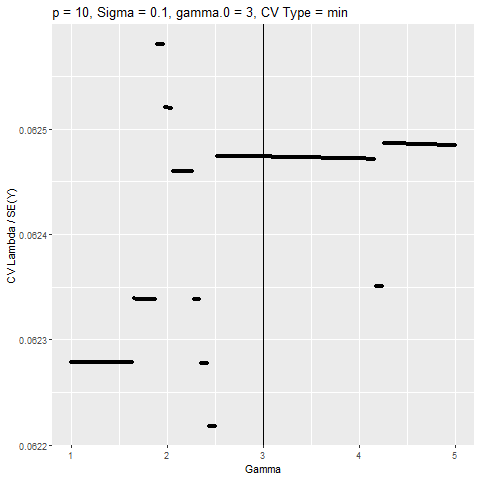 p = 10, Sigma = 0.1, gamma.0 = 3, CV Type = min
CV Lambda / SE(Y)
0.0625
0.0624
0.0623
0.0622
1 2 3 4 5
Gamma